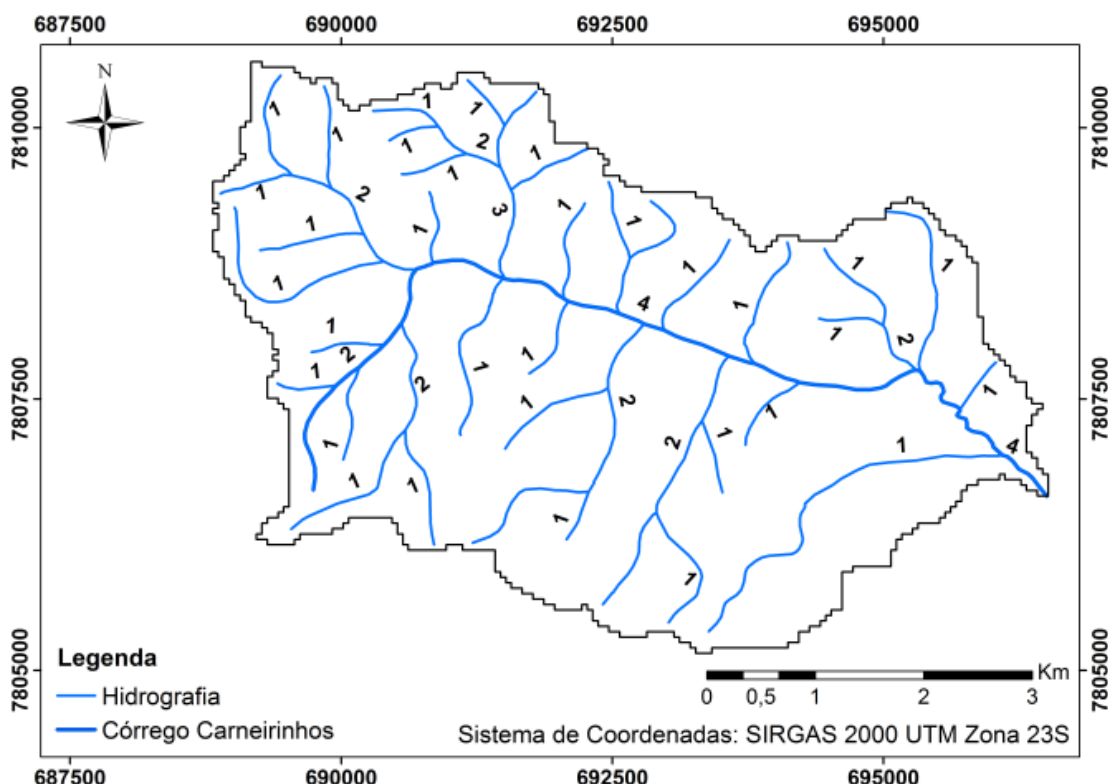 687500 690000 692500 695000
N
7810000 7810000
7807500 7807500
7805000 7805000
1 1 1 1
1 2 1
1 1 2 1 1
1 3 1 1
1 1 1
1 4 1 1 1
1 2 1 1 2
1 2 1 2 1 1
1 2 1 1 4
1 1 1
1
Legenda
Hidrografia
Córrego Carneirinhos
Km
0 0,5 1 2 3
Sistema de Coordenadas: SIRGAS 2000 UTM Zona 23S
687500 690000 692500 695000